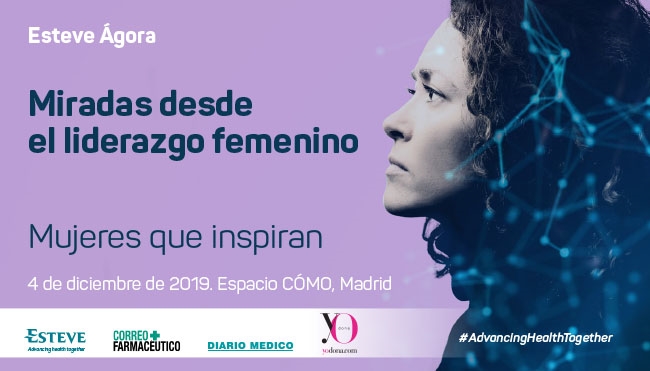 Esteve Ágora
Miradas desde
el liderazgo femenino
Mujeres que inspiran
4 de diciembre de 2019. Espacio CÓMO, Madrid
ESTEVE
Advancing health together
CORREO
FARMACÉUTICO
DIARIO MEDICO
yo
dona
yodona.com
#AdvancingHealthTogether